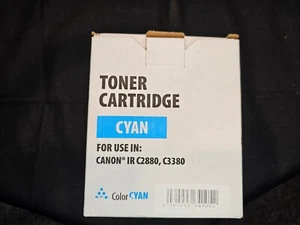 TONER
CARTRIDGE
CYAN
FOR USE IN:
CANON® IR C2880, C3380
Color CYAN